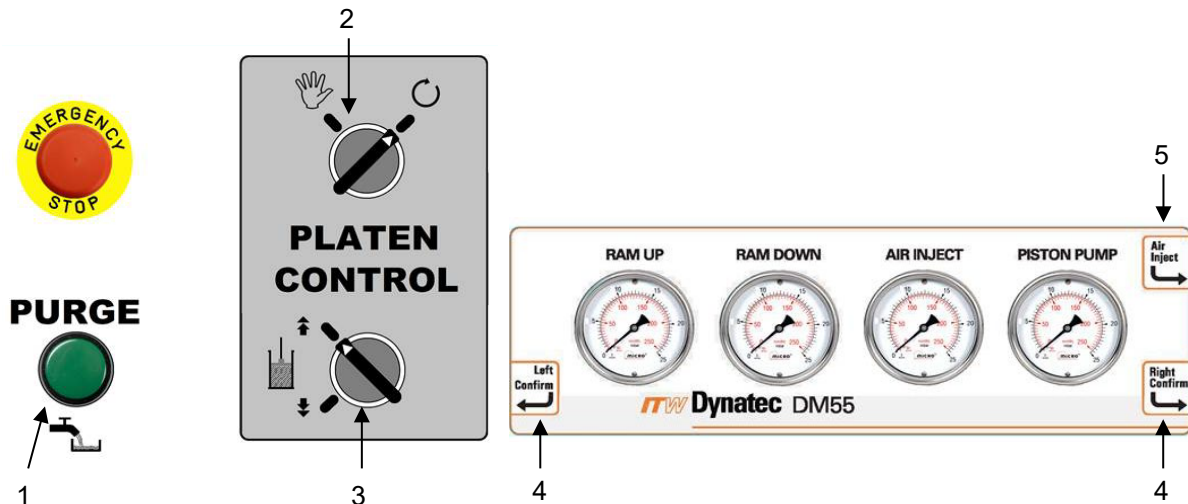 2
EMERGENCY
STOP
5
PLATEN
CONTROL
RAM UP
RAM DOWN
AIR INJECT
PISTON PUMP
Air
Inject
PURGE
Left
Confirm
ITW Dynatec DM55
Right
Confirm
1
3
4
4